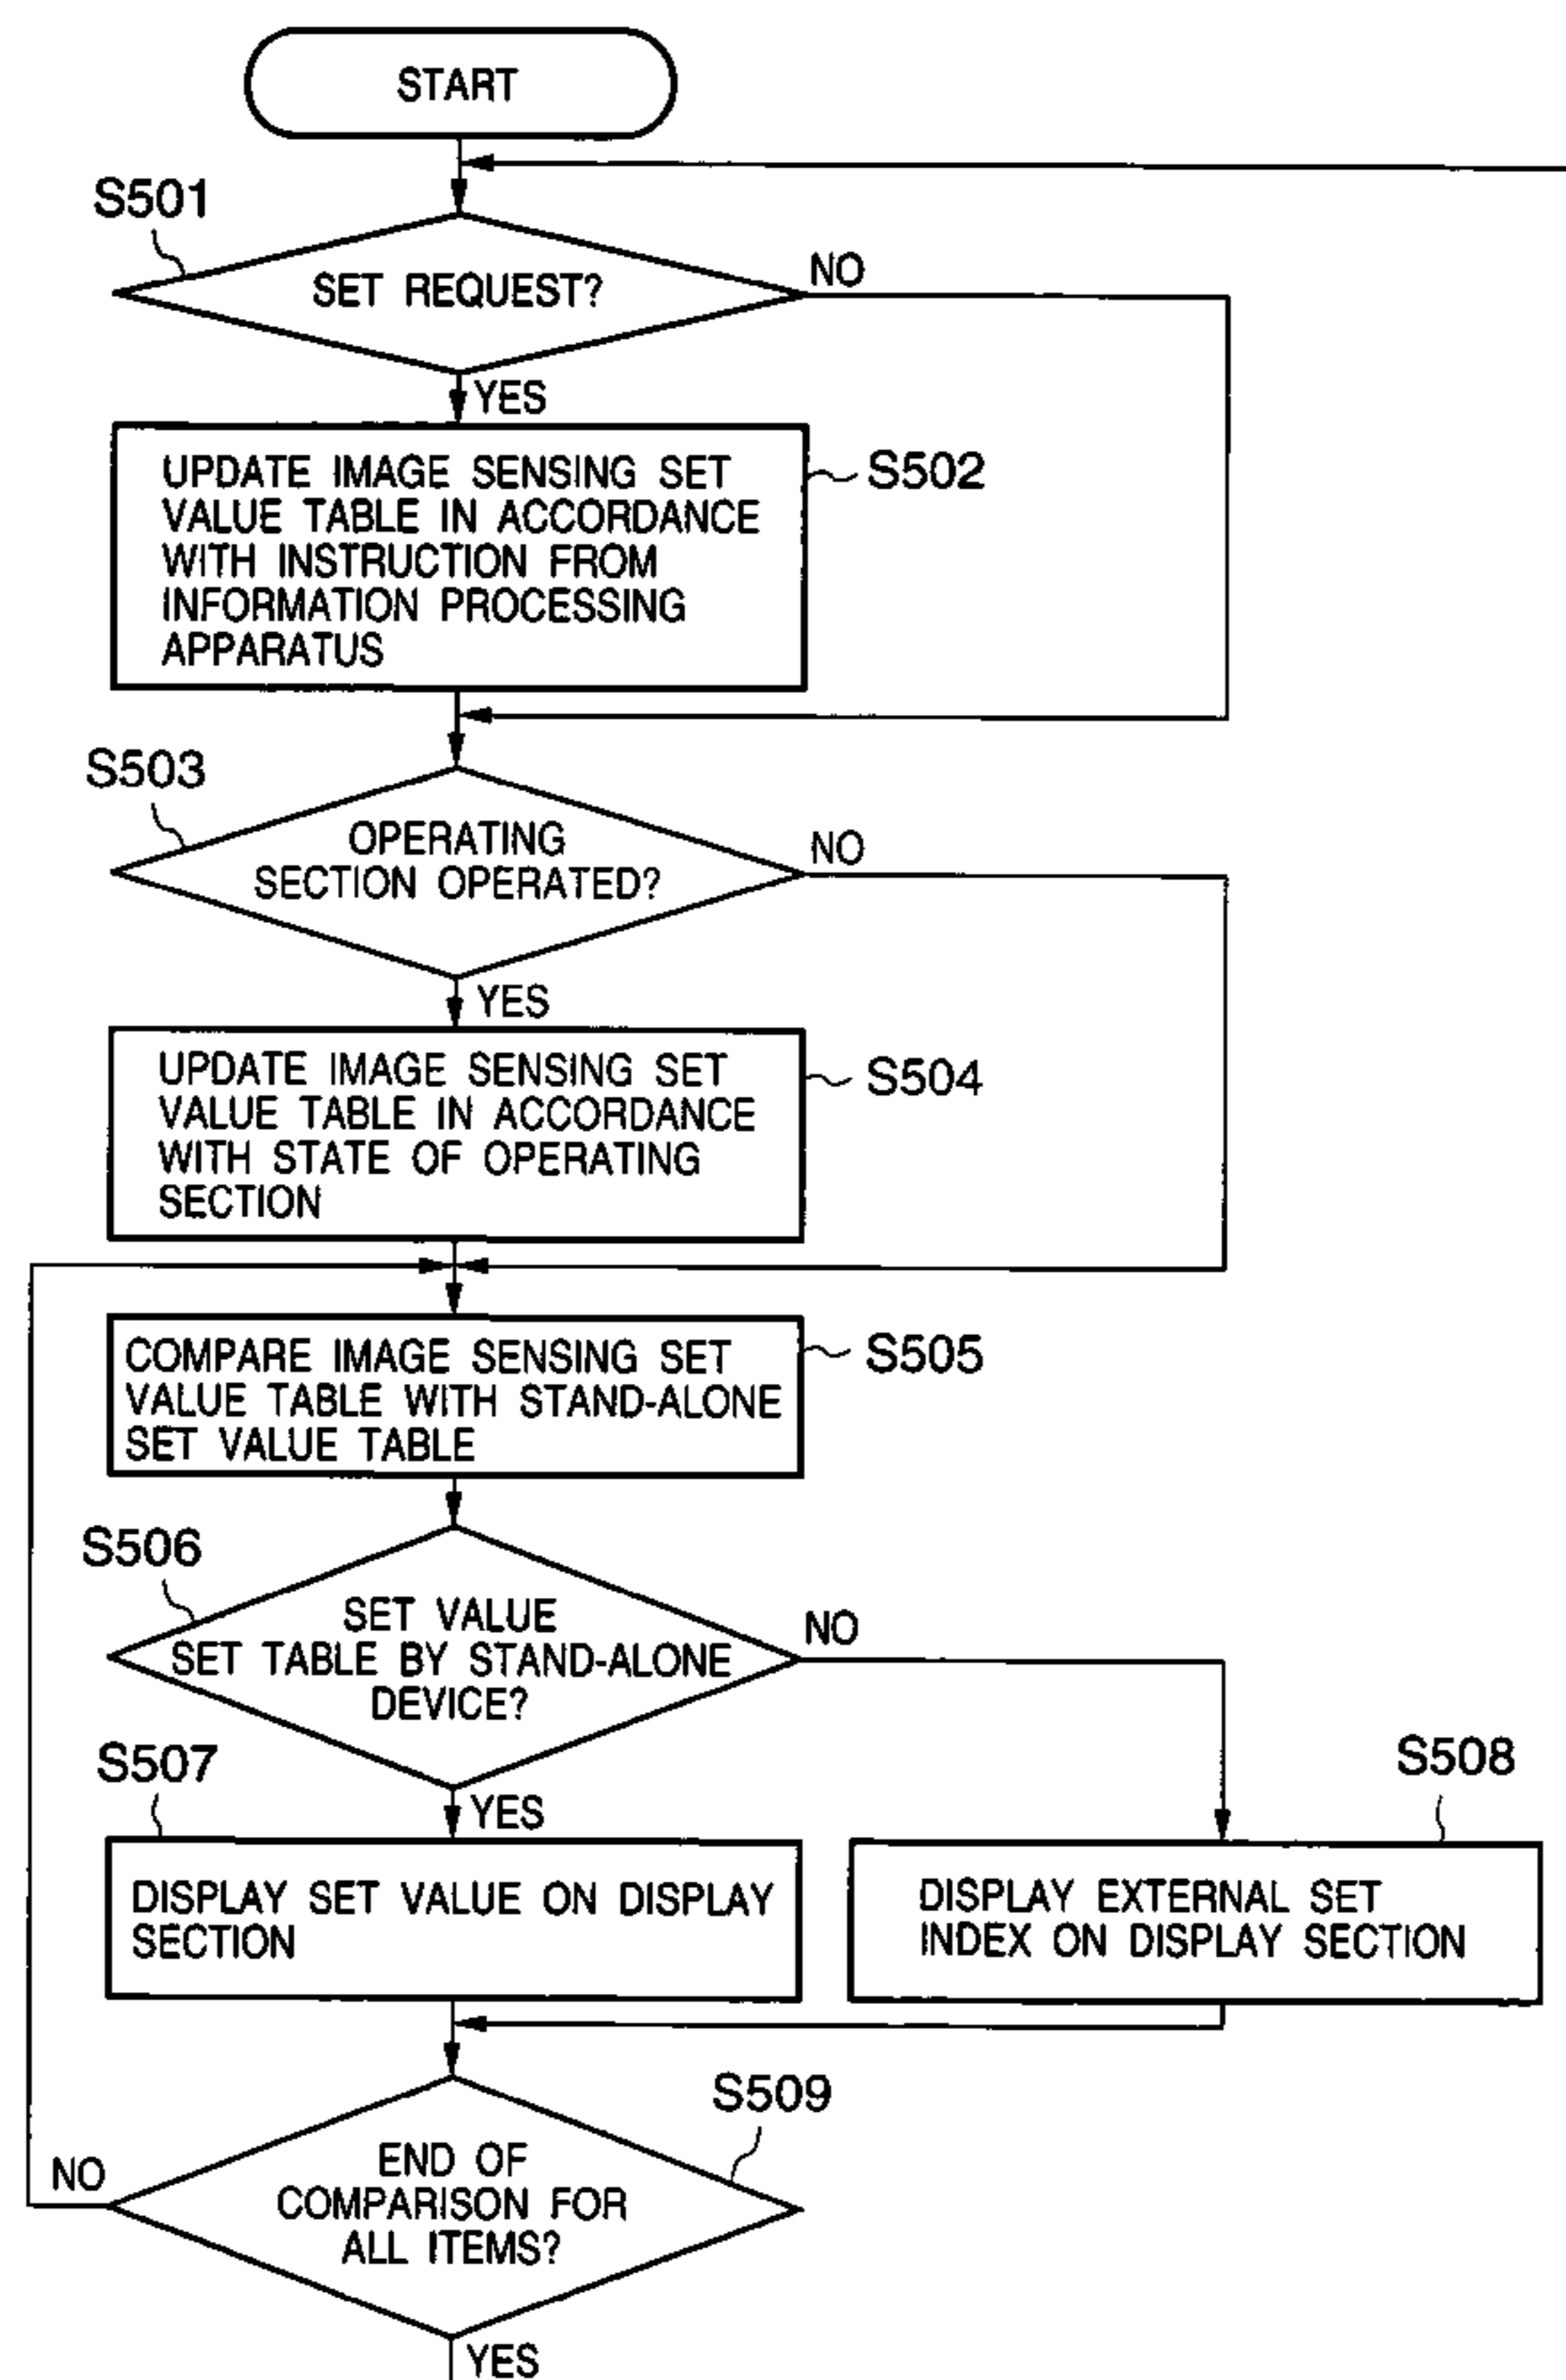 START
S501
SET REQUEST?
NO
YES
UPDATE IMAGE SENSING SET
VALUE TABLE IN ACCORDANCE
WITH INSTRUCTION FROM
INFORMATION PROCESSING
APPARATUS
S502
S503
OPERATING
SECTION OPERATED?
NO
YES
UPDATE IMAGE SENSING SET
VALUE TABLE IN ACCORDANCE
WITH STATE OF OPERATING
SECTION
S504
COMPARE IMAGE SENSING SET
VALUE TABLE WITH STAND-ALONE
SET VALUE TABLE
S505
S506
SET VALUE
SET TABLE BY STAND-ALONE
DEVICE?
NO
YES
S507
DISPLAY SET VALUE ON DISPLAY
SECTION
S508
DISPLAY EXTERNAL SET
INDEX ON DISPLAY SECTION
S509
END OF
COMPARISON FOR
ALL ITEMS?
NO
YES